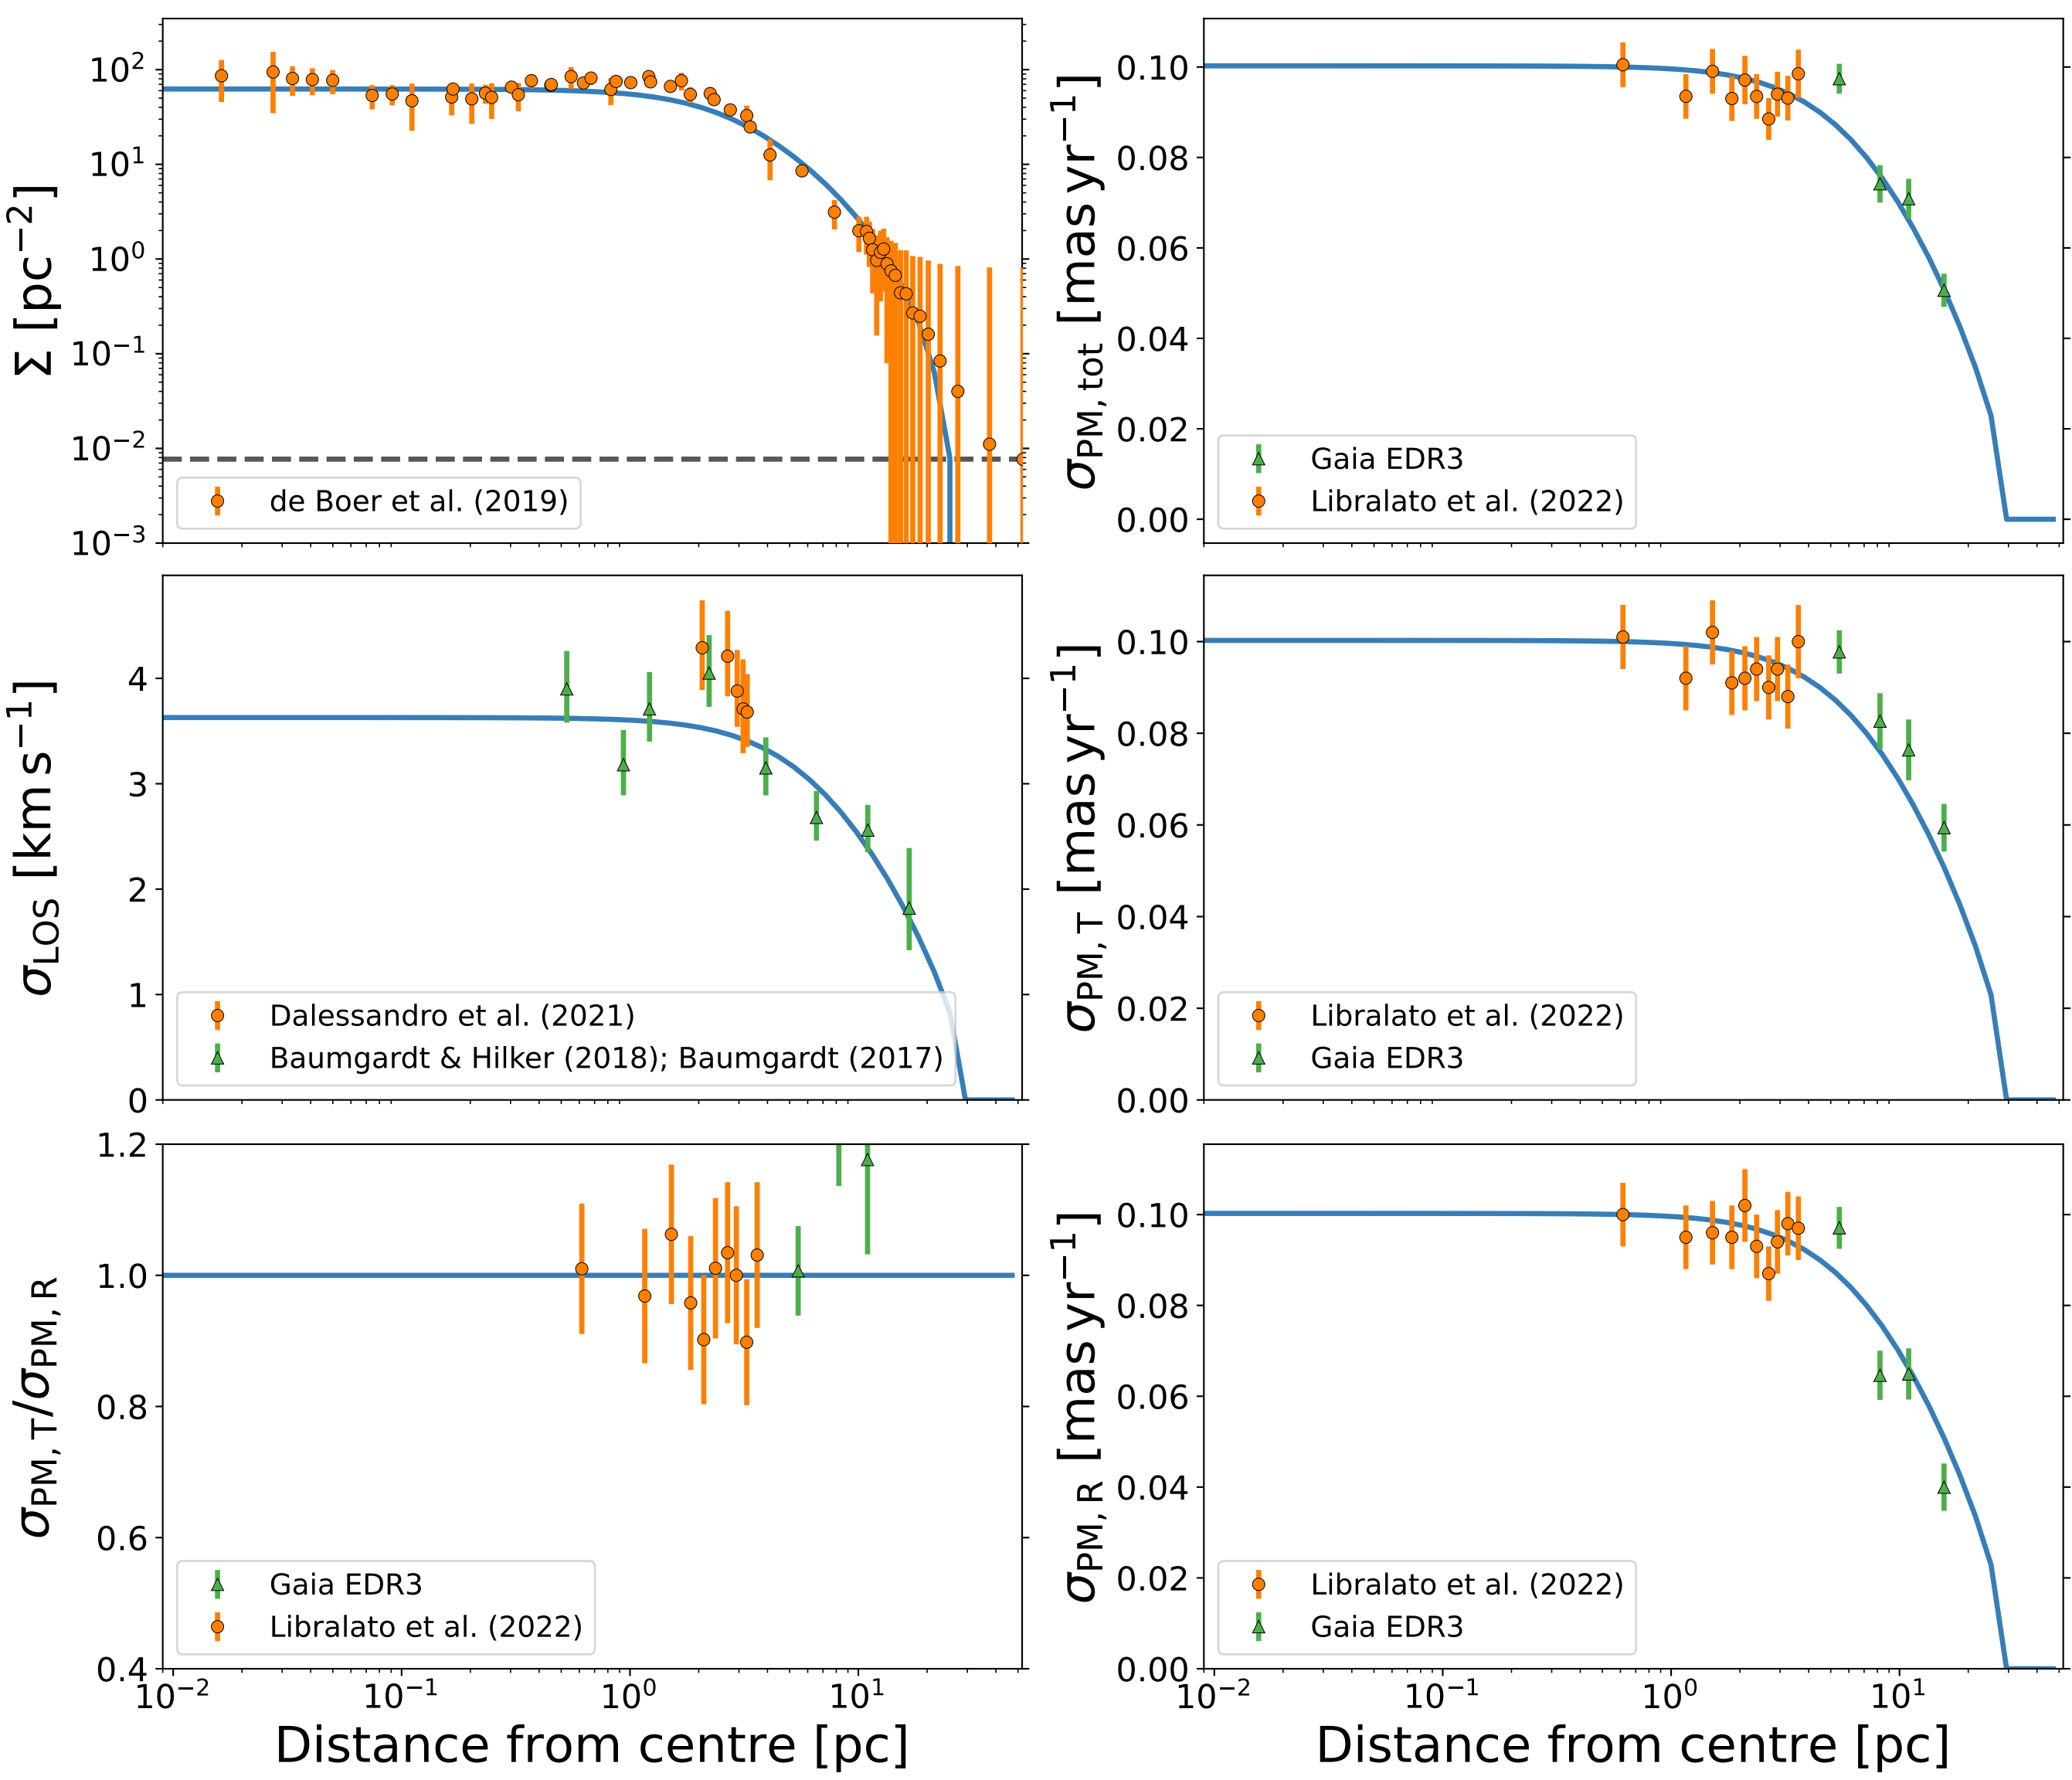 Σ [pc⁻²]
10²
10¹
10⁰
10⁻¹
10⁻²
10⁻³
de Boer et al. (2019)
σPM, tot [mas yr⁻¹]
0.10
0.08
0.06
0.04
0.02
0.00
Gaia EDR3
Libralato et al. (2022)
σLOS [km s⁻¹]
4
3
2
1
0
Dalessandro et al. (2021)
Baumgardt & Hilker (2018); Baumgardt (2017)
σPM, T [mas yr⁻¹]
0.10
0.08
0.06
0.04
0.02
0.00
Libralato et al. (2022)
Gaia EDR3
σPM, T/σPM, R
1.2
1.0
0.8
0.6
0.4
Gaia EDR3
Libralato et al. (2022)
10⁻² 10⁻¹ 10⁰ 10¹
Distance from centre [pc]
σPM, R [mas yr⁻¹]
0.10
0.08
0.06
0.04
0.02
0.00
Libralato et al. (2022)
Gaia EDR3
10⁻² 10⁻¹ 10⁰ 10¹
Distance from centre [pc]